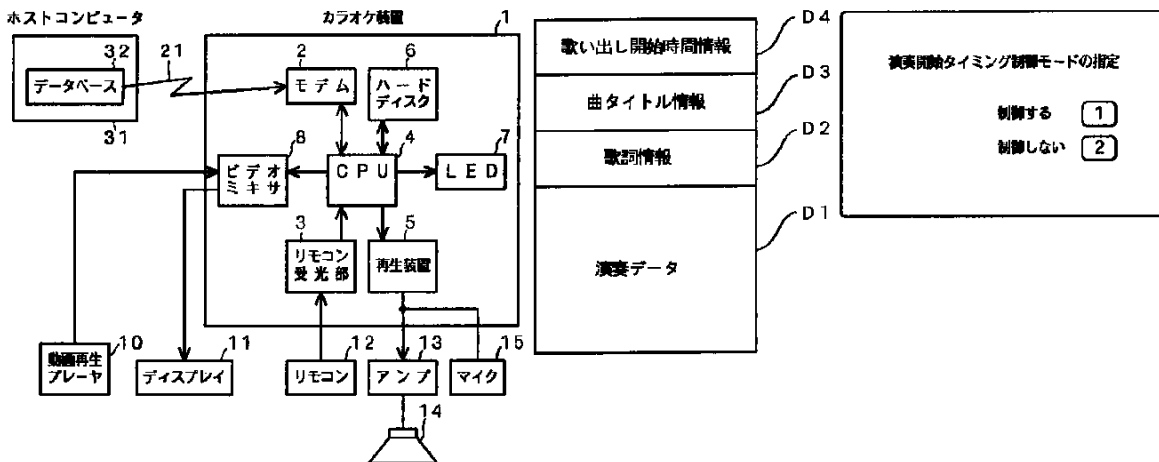 ホストコンピュータ
カラオケ装置
1
32
データベース
21
31
2
モデム
6
ハード
ディスク
8
ビデオ
ミキサ
4
CPU
7
LED
3
リモコン
受光部
5
再生装置
10
動画再生
プレーヤ
11
ディスプレイ
12
リモコン
13
アンプ
15
マイク
14
歌い出し開始時間情報
D4
曲タイトル情報
D3
歌詞情報
D2
演奏データ
D1
演奏開始タイミング制御モードの指定
制御する 1
制御しない 2